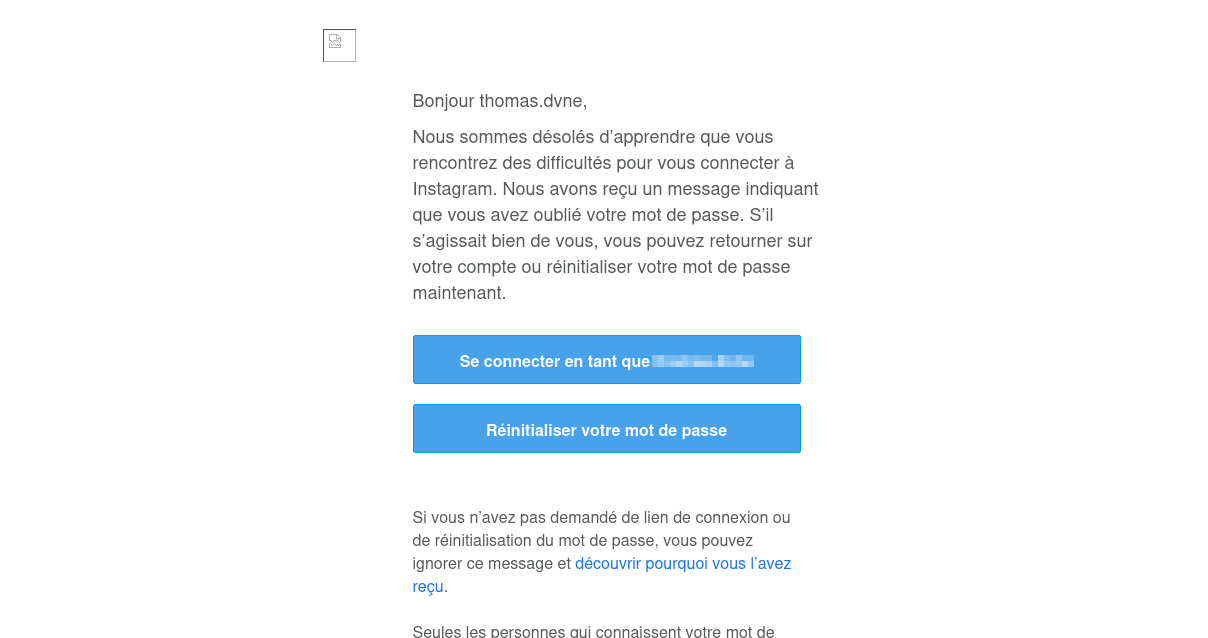 Bonjour thomas.dvne,
Nous sommes désolés d’apprendre que vous
rencontrez des difficultés pour vous connecter à
Instagram. Nous avons reçu un message indiquant
que vous avez oublié votre mot de passe. S’il
s’agissait bien de vous, vous pouvez retourner sur
votre compte ou réinitialiser votre mot de passe
maintenant.
Se connecter en tant que
Réinitialiser votre mot de passe
Si vous n’avez pas demandé de lien de connexion ou
de réinitialisation du mot de passe, vous pouvez
ignorer ce message et découvrir pourquoi vous l’avez
reçu.
Seules les personnes qui connaissent votre mot de